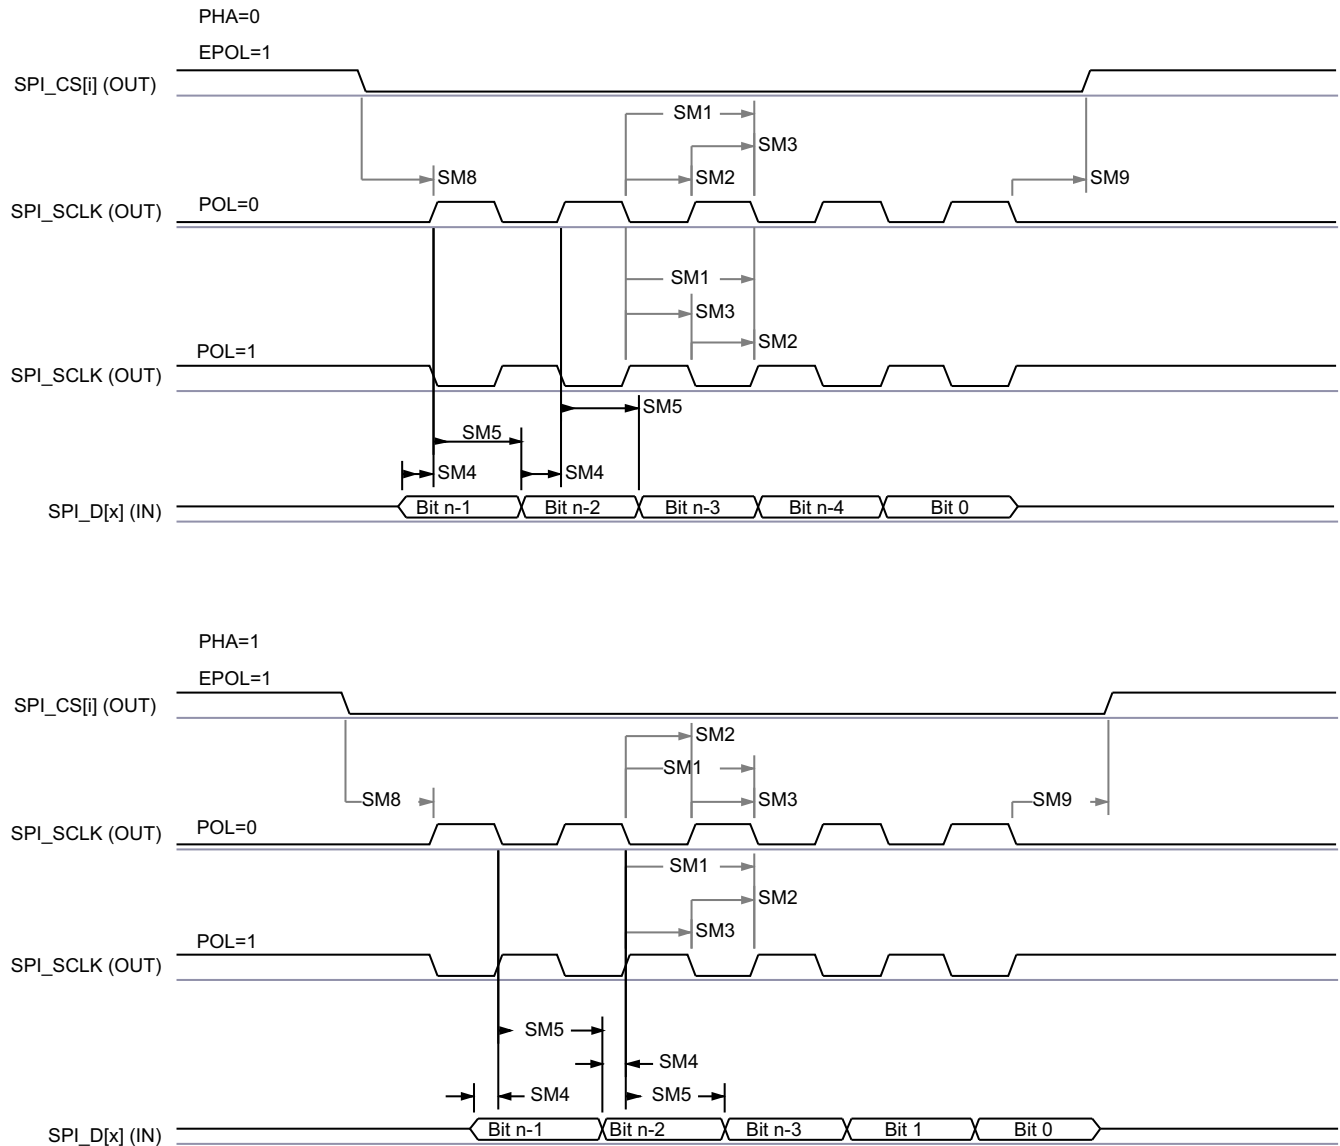 PHA=0
EPOL=1
SPI_CS[i] (OUT)
SM1
SM3
SM8
SM2
SM9
SPI_SCLK (OUT)
POL=0
SM1
SM3
SM2
POL=1
SPI_SCLK (OUT)
SM5
SM5
SM4
SM4
SPI_D[x] (IN)
Bit n-1
Bit n-2
Bit n-3
Bit n-4
Bit 0
PHA=1
EPOL=1
SPI_CS[i] (OUT)
SM2
SM1
SM8
SM3
SM9
SPI_SCLK (OUT)
POL=0
SM1
SM2
SM3
POL=1
SPI_SCLK (OUT)
SM5
SM4
SM4
SM5
SPI_D[x] (IN)
Bit n-1
Bit n-2
Bit n-3
Bit 1
Bit 0